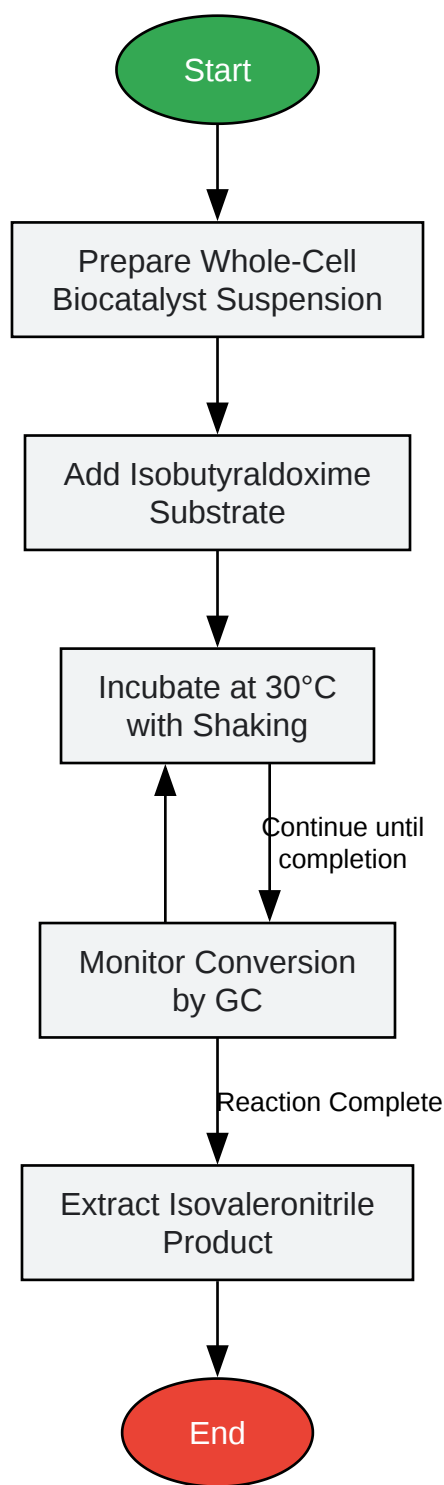 Start
Prepare Whole-Cell
Biocatalyst Suspension
Add Isobutyraldoxime
Substrate
Incubate at 30°C
with Shaking
Continue until
completion
Monitor Conversion
by GC
Reaction Complete
Extract Isovaleronitrile
Product
End